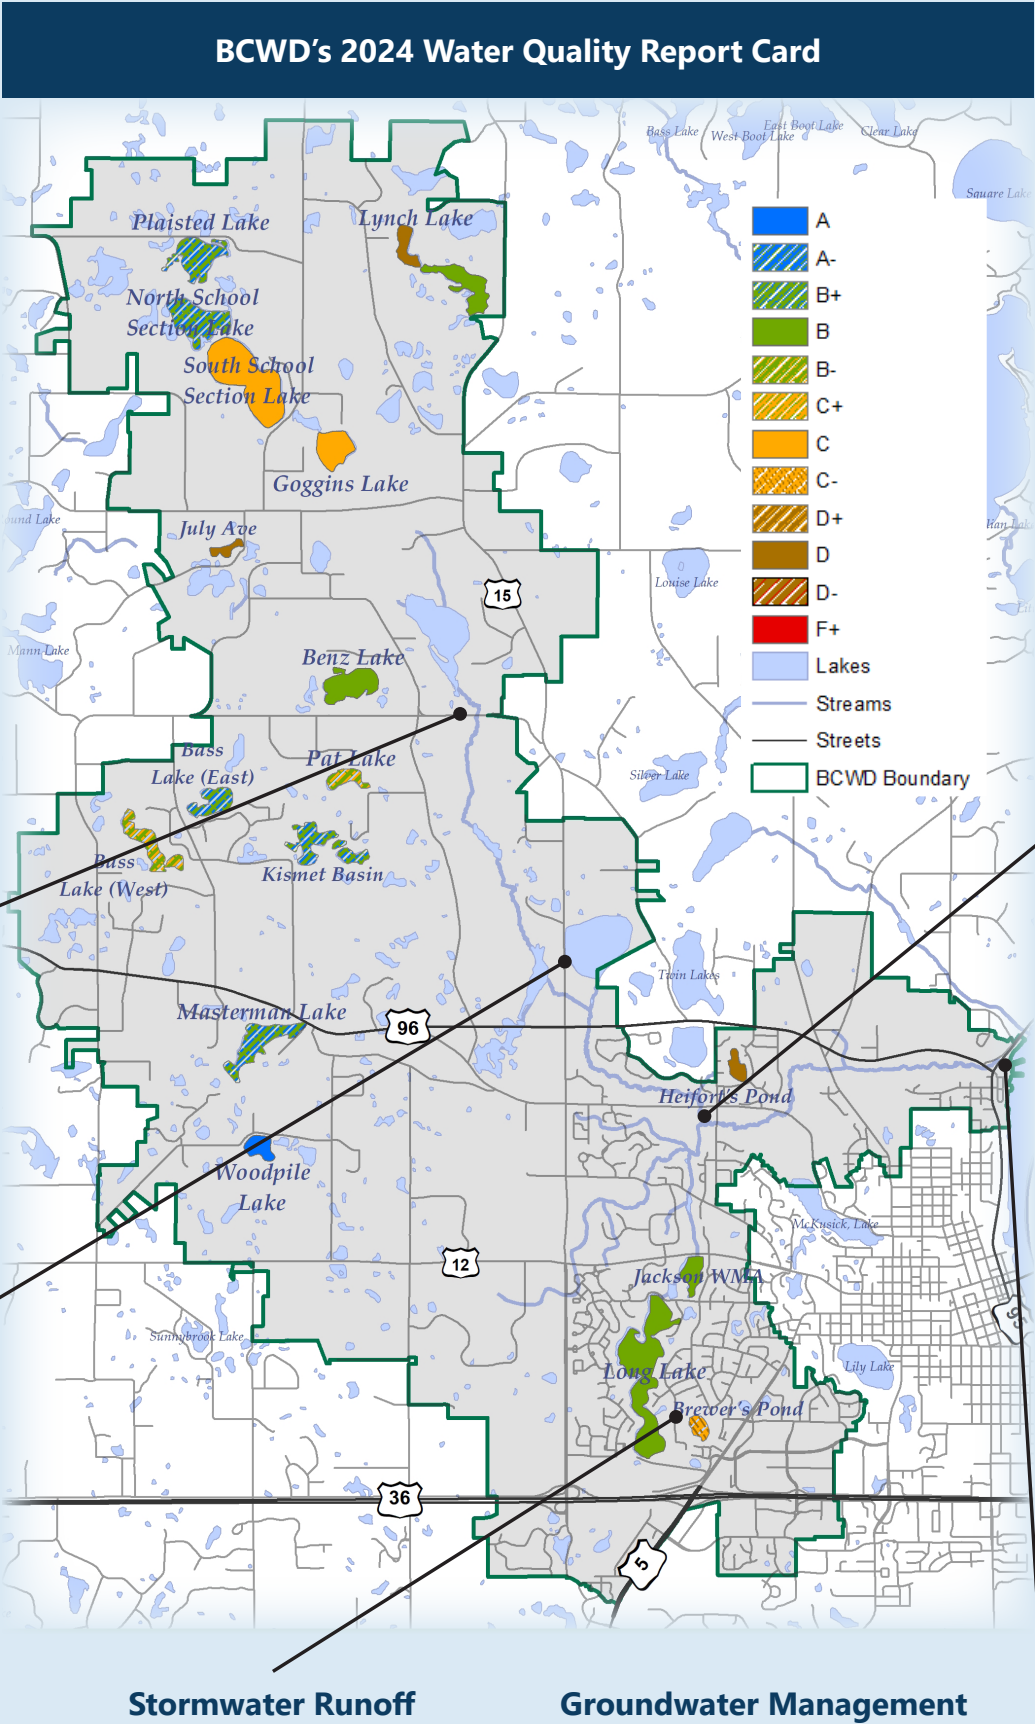 BCWD’s 2024 Water Quality Report Card
Bass Lake
West Boot Lake
East Boot Lake
Clear Lake
Square Lake
Plaisted Lake
Lynch Lake
North School
Section Lake
South School
Section Lake
Goggins Lake
July Ave
15
Louise Lake
Mann Lake
Benz Lake
Bass
Lake (East)
Pat Lake
Silver Lake
Bass
Lake (West)
Kismet Basin
Twin Lakes
Masterman Lake
96
Heifort's Pond
Woodpile
Lake
McKusick Lake
12
Jackson WMA
Sunnybrook Lake
Long Lake
Lily Lake
Brewer's Pond
36
5
95
A
A-
B+
B
B-
C+
C
C-
D+
D
D-
F+
Lakes
Streams
Streets
BCWD Boundary
Stormwater Runoff
Groundwater Management